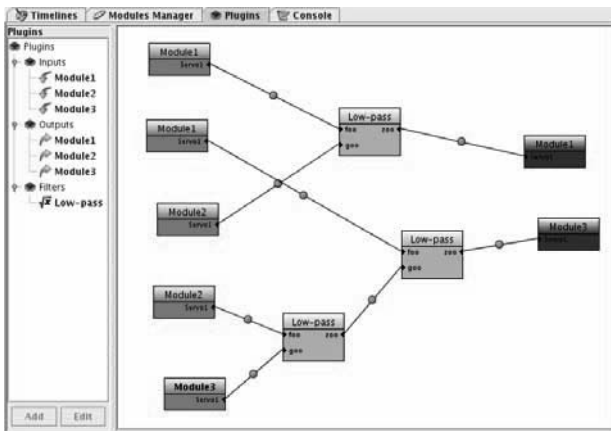 Timelines Modules Manager Plugins Console
Plugins
Plugins
Inputs
Module1
Module2
Module3
Outputs
Module1
Module2
Module3
Filters
Low-pass
Add Edit
Module1
Servo1
Low-pass
foo zoo
goo
Module1
Servo1
Module1
Servo1
Module2
Servo1
Low-pass
foo zoo
goo
Module3
Servo1
Module2
Servo1
Low-pass
foo zoo
goo
Module3
Servo1